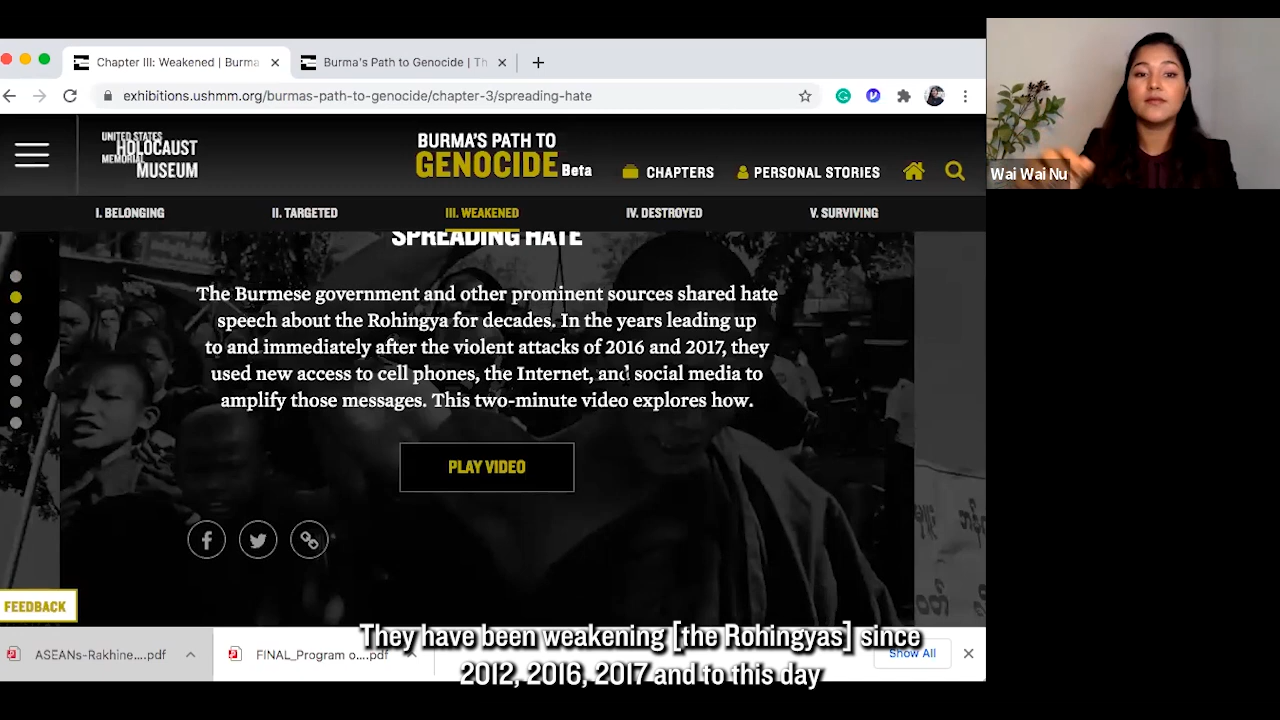 Chapter III: Weakened | Burma
Burma's Path to Genocide | Th
exhibitions.ushmm.org/burmas-path-to-genocide/chapter-3/spreading-hate
UNITED STATES
HOLOCAUST
MEMORIAL
MUSEUM
BURMA'S PATH TO
GENOCIDE Beta
CHAPTERS
PERSONAL STORIES
Wai Wai Nu
I. BELONGING
II. TARGETED
III. WEAKENED
IV. DESTROYED
V. SURVIVING
SPREADING HATE
The Burmese government and other prominent sources shared hate
speech about the Rohingya for decades. In the years leading up
to and immediately after the violent attacks of 2016 and 2017, they
used new access to cell phones, the Internet, and social media to
amplify those messages. This two-minute video explores how.
PLAY VIDEO
FEEDBACK
ASEANs-Rakhine....pdf
FINAL_Program o....pdf
Show All
They have been weakening [the Rohingyas] since
2012, 2016, 2017 and to this day